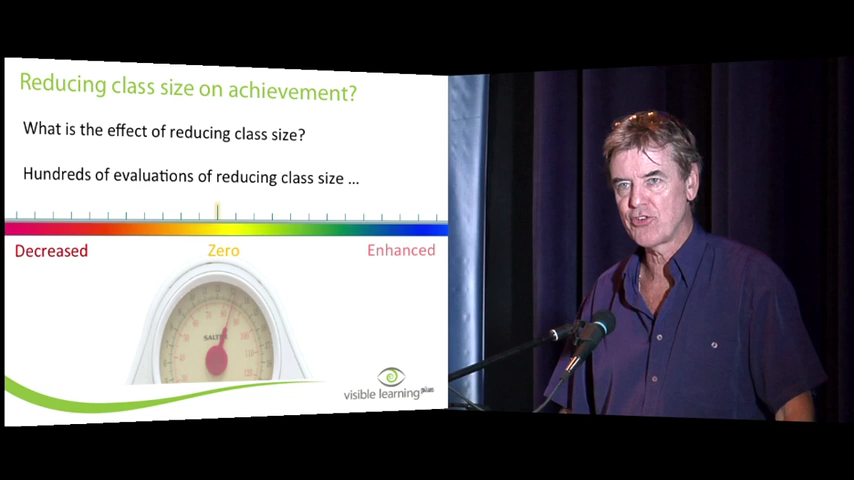 Reducing class size on achievement?
What is the effect of reducing class size?
Hundreds of evaluations of reducing class size ...
Decreased Zero Enhanced
SALTER
visible learning plus